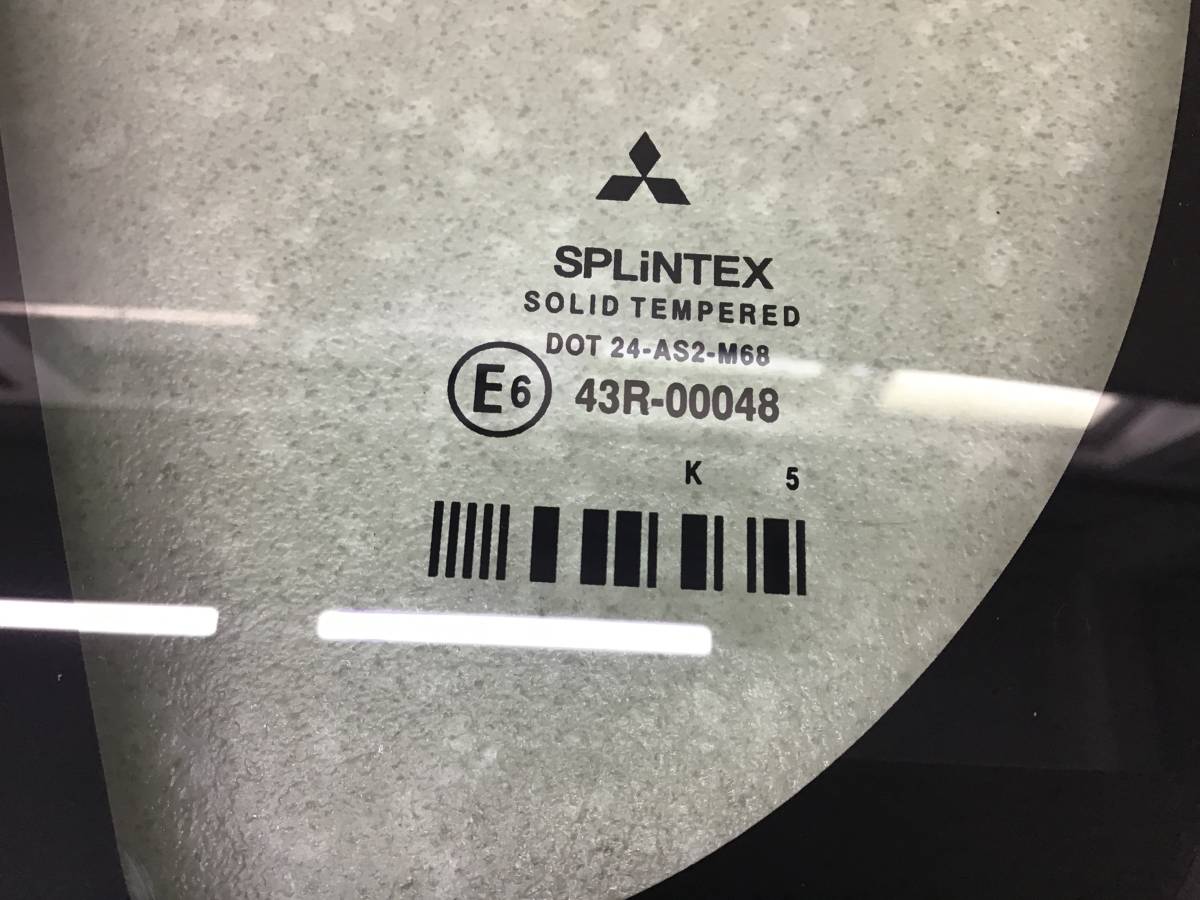 SPLiNTEX
SOLID TEMPERED
DOT 24-AS2-M68
E6 43R-00048
K 5